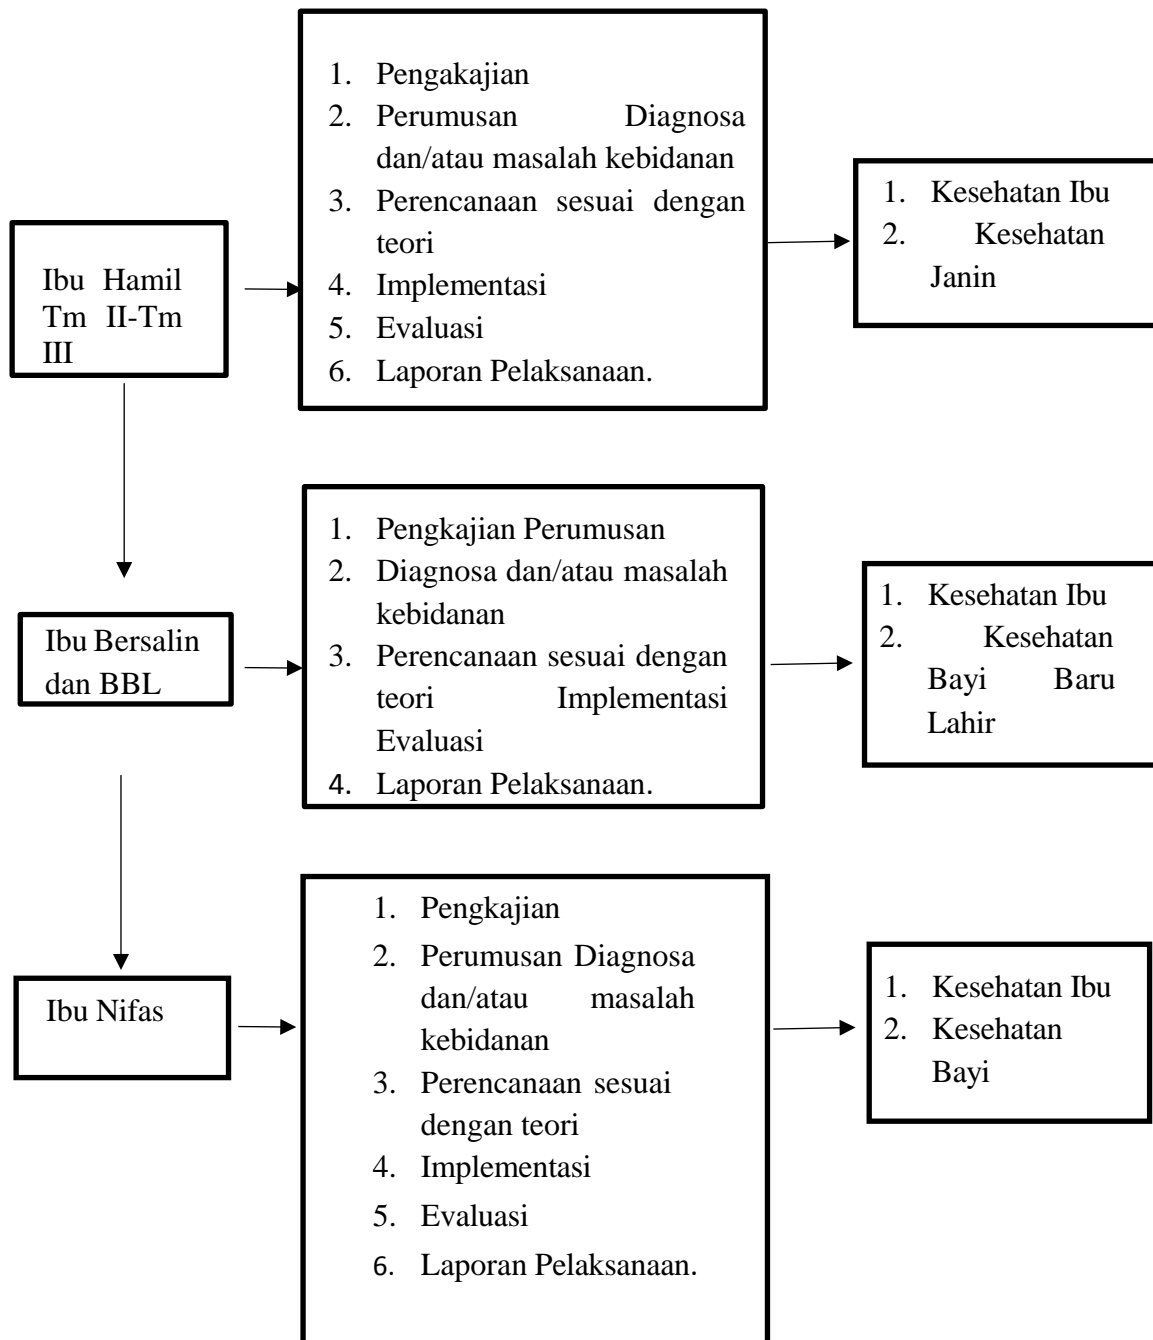 Ibu Hamil
Tm II-Tm
III
1. Pengakajian
2. Perumusan Diagnosa
dan/atau masalah kebidanan
3. Perencanaan sesuai dengan
teori
4. Implementasi
5. Evaluasi
6. Laporan Pelaksanaan.
1. Kesehatan Ibu
2. Kesehatan
Janin
Ibu Bersalin
dan BBL
1. Pengkajian Perumusan
2. Diagnosa dan/atau masalah
kebidanan
3. Perencanaan sesuai dengan
teori Implementasi
Evaluasi
4. Laporan Pelaksanaan.
1. Kesehatan Ibu
2. Kesehatan
Bayi Baru
Lahir
Ibu Nifas
1. Pengkajian
2. Perumusan Diagnosa
dan/atau masalah
kebidanan
3. Perencanaan sesuai
dengan teori
4. Implementasi
5. Evaluasi
6. Laporan Pelaksanaan.
1. Kesehatan Ibu
2. Kesehatan
Bayi